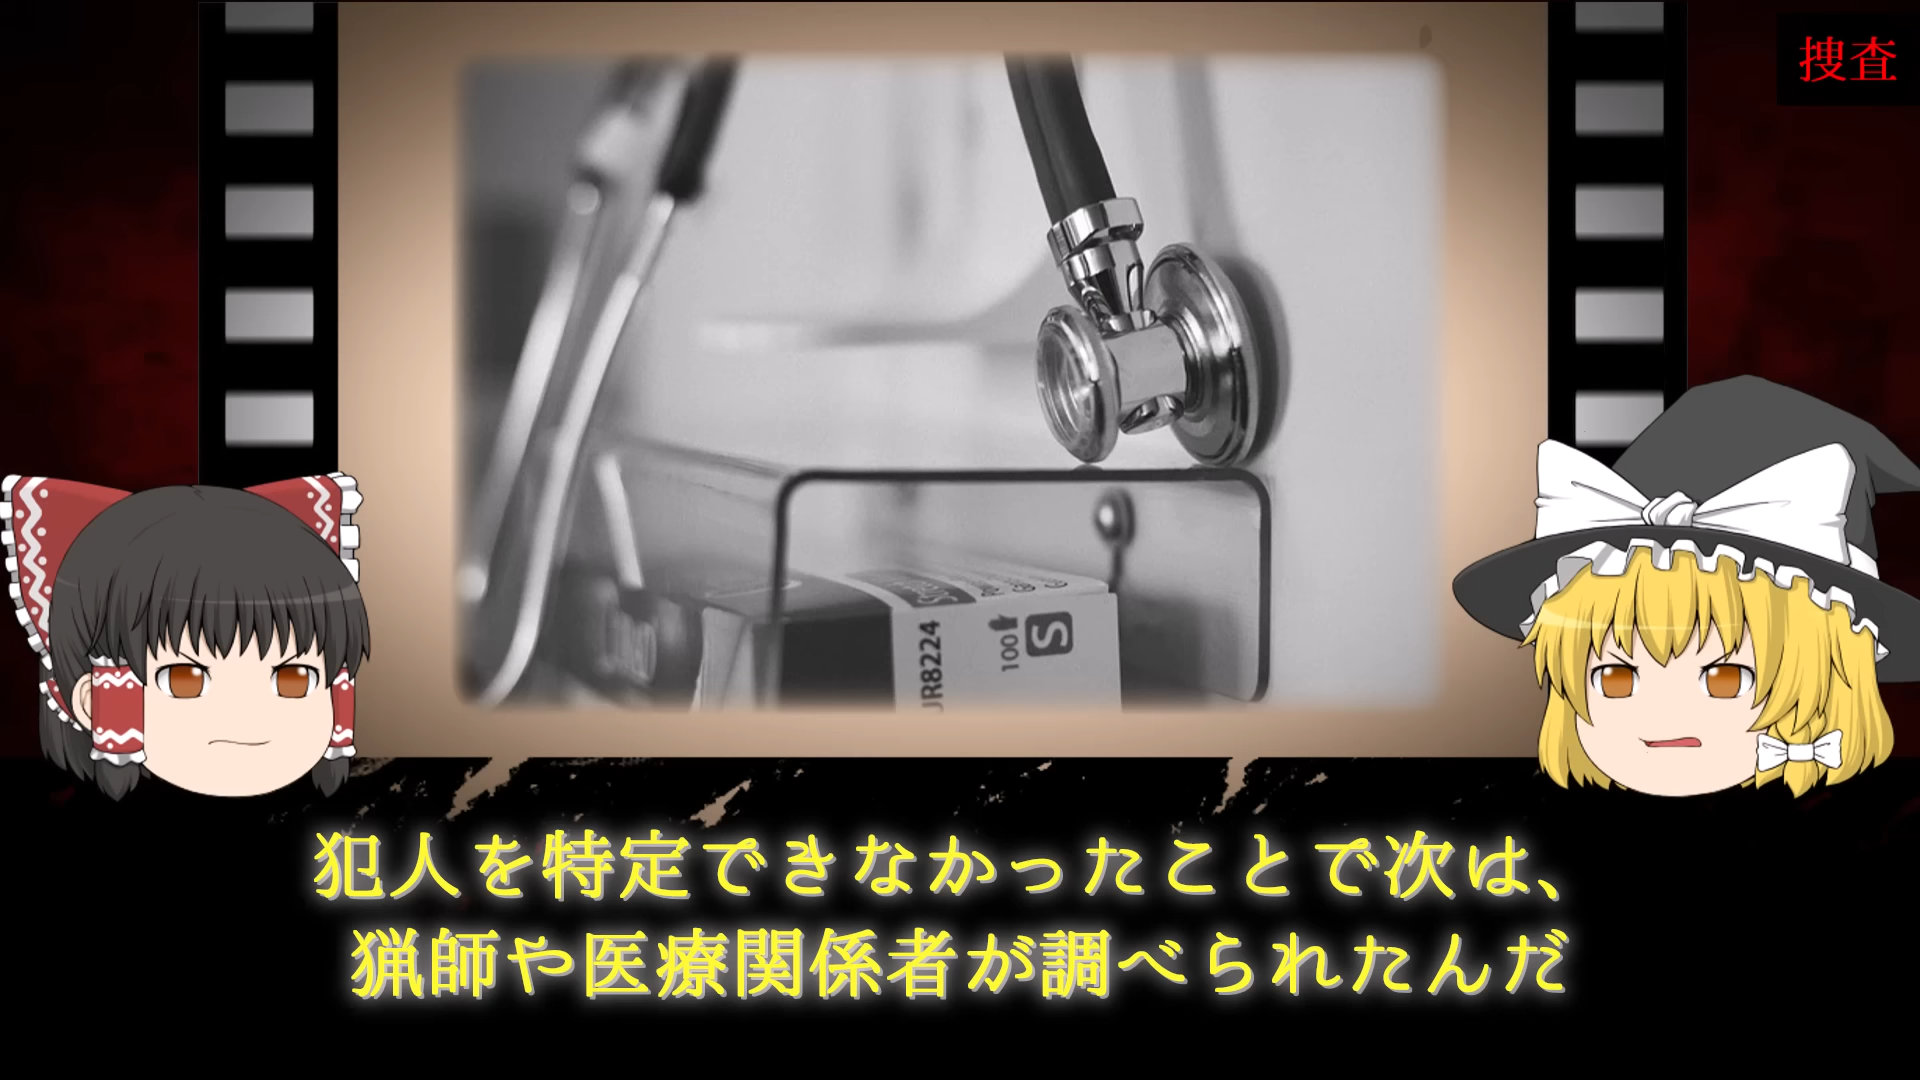 捜査
JR8224
100
S
犯人を特定できなかったことで次は、
猟師や医療関係者が調べられたんだ